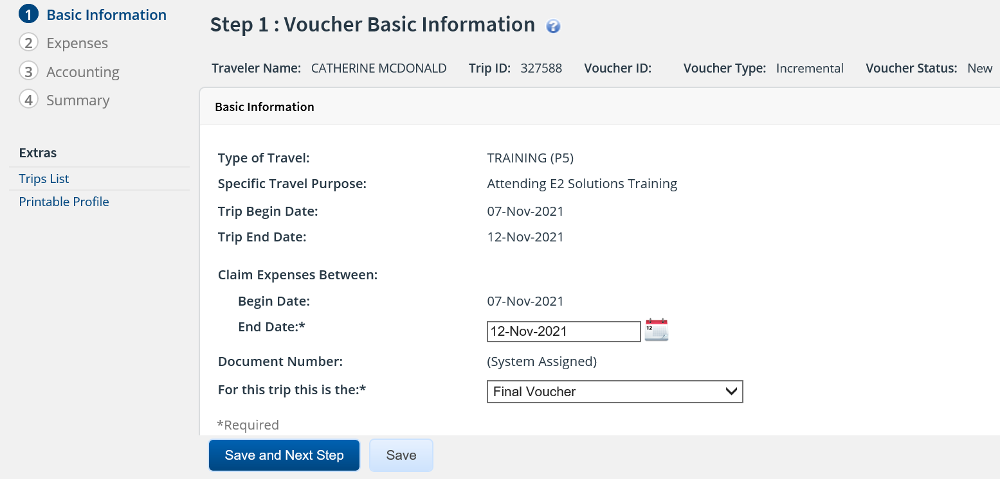 1 Basic Information
2 Expenses
3 Accounting
4 Summary
Extras
Trips List
Printable Profile
Step 1 : Voucher Basic Information ?
Traveler Name: CATHERINE MCDONALD Trip ID: 327588 Voucher ID: Voucher Type: Incremental Voucher Status: New
Basic Information
Type of Travel: TRAINING (P5)
Specific Travel Purpose: Attending E2 Solutions Training
Trip Begin Date: 07-Nov-2021
Trip End Date: 12-Nov-2021
Claim Expenses Between:
Begin Date: 07-Nov-2021
End Date:* 12-Nov-2021 12
Document Number: (System Assigned)
For this trip this is the:* Final Voucher
*Required
Save and Next Step Save